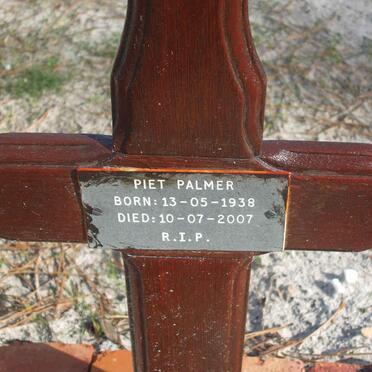 PIET PALMER
BORN: 13-05-1938
DIED: 10-07-2007
R.I.P.